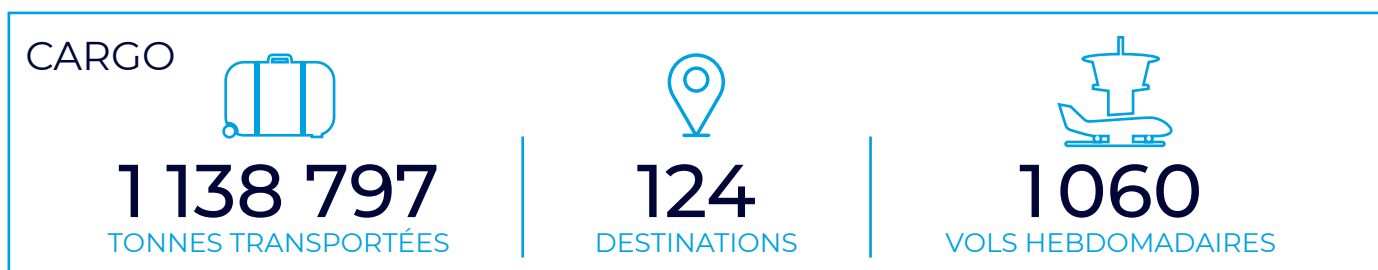 CARGO
1 138 797
TONNES TRANSPORTÉES
124
DESTINATIONS
1 060
VOLS HEBDOMADAIRES